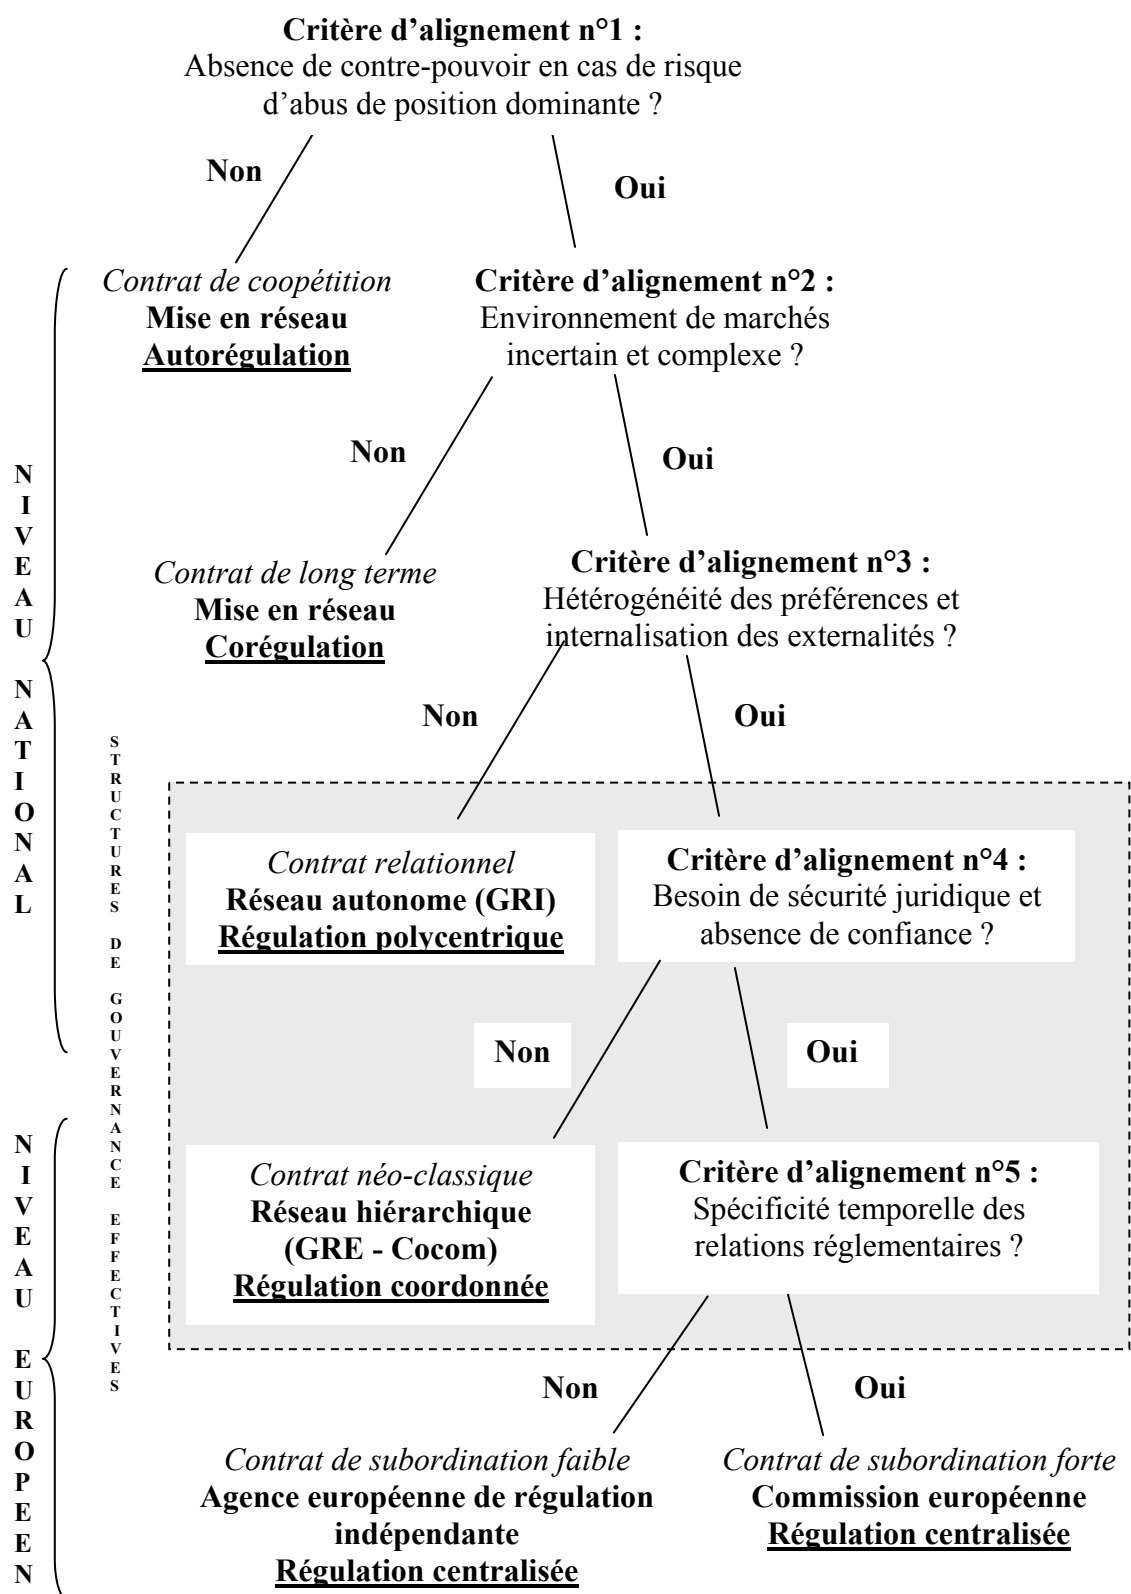 Critère d’alignement n°1 :
Absence de contre-pouvoir en cas de risque
d’abus de position dominante ?
Non
Oui
Contrat de coopétition
Mise en réseau
Autorégulation
Critère d’alignement n°2 :
Environnement de marchés
incertain et complexe ?
Non
Oui
Contrat de long terme
Mise en réseau
Corégulation
Critère d’alignement n°3 :
Hétérogénéité des préférences et
internalisation des externalités ?
Non
Oui
NIVEAU NATIONAL
STRUCTURES DE GOUVERNANCE EFFECTIVES
Contrat relationnel
Réseau autonome (GRI)
Régulation polycentrique
Critère d’alignement n°4 :
Besoin de sécurité juridique et
absence de confiance ?
Non
Oui
NIVEAU EUROPEEN
Contrat néo-classique
Réseau hiérarchique
(GRE - Cocom)
Régulation coordonnée
Critère d’alignement n°5 :
Spécificité temporelle des
relations réglementaires ?
Non
Oui
Contrat de subordination faible
Agence européenne de régulation
indépendante
Régulation centralisée
Contrat de subordination forte
Commission européenne
Régulation centralisée